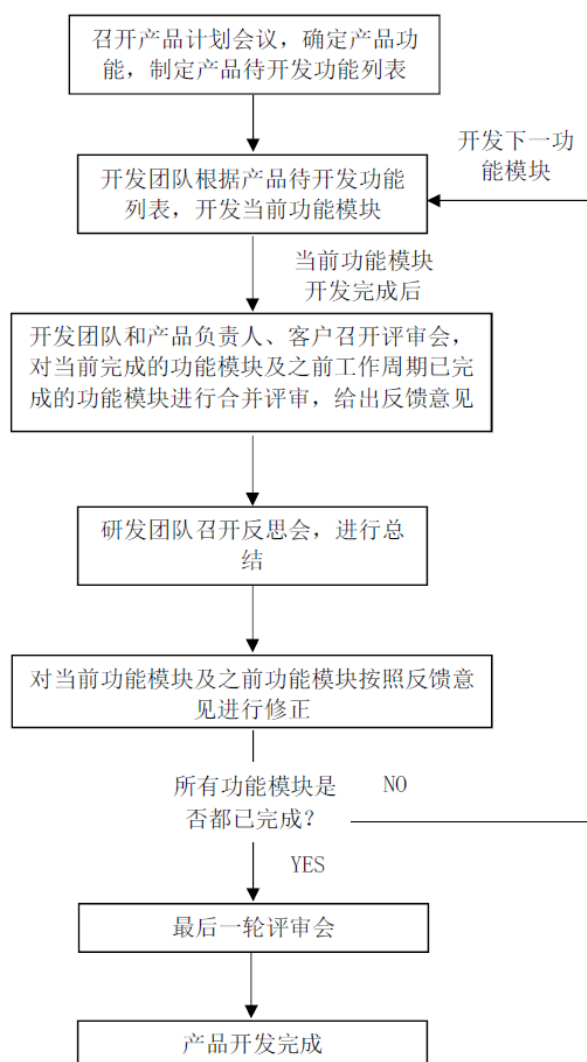 召开产品计划会议，确定产品功
能，制定产品待开发功能列表
开发下一功
能模块
开发团队根据产品待开发功能
列表，开发当前功能模块
当前功能模块
开发完成后
开发团队和产品负责人、客户召开评审会，
对当前完成的功能模块及之前工作周期已完
成的功能模块进行合并评审，给出反馈意见
研发团队召开反思会，进行总
结
对当前功能模块及之前功能模块按照反馈意
见进行修正
所有功能模块是
否都已完成？
NO
YES
最后一轮评审会
产品开发完成